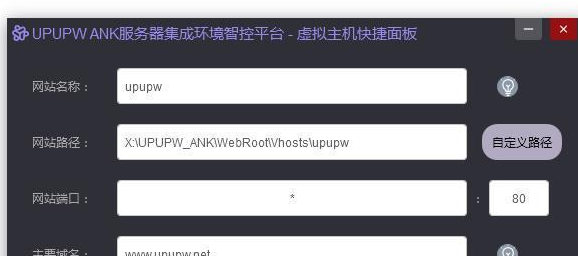 UPUPW ANK服务器集成环境智控平台 - 虚拟主机快捷面板
网站名称： upupw
网站路径： X:\UPUPW_ANK\WebRoot\Vhosts\upupw 自定义路径
网站端口： * : 80
主要域名： www.upupw.net